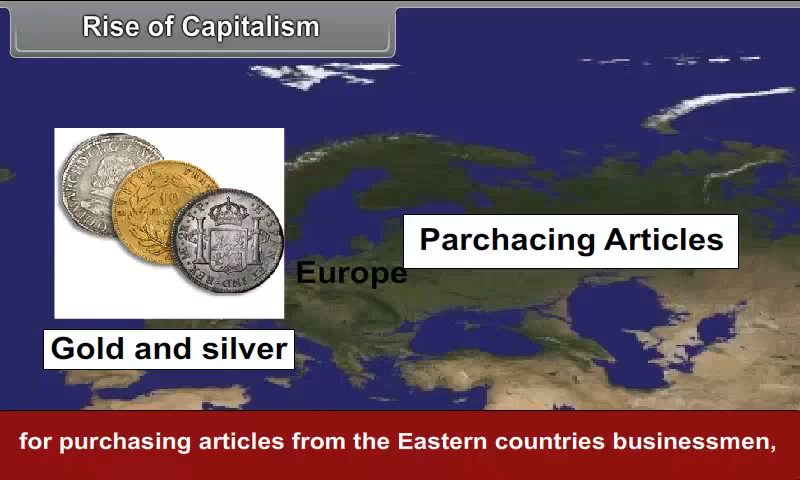 Rise of Capitalism
Parchacing Articles
Europe
Gold and silver
for purchasing articles from the Eastern countries businessmen,